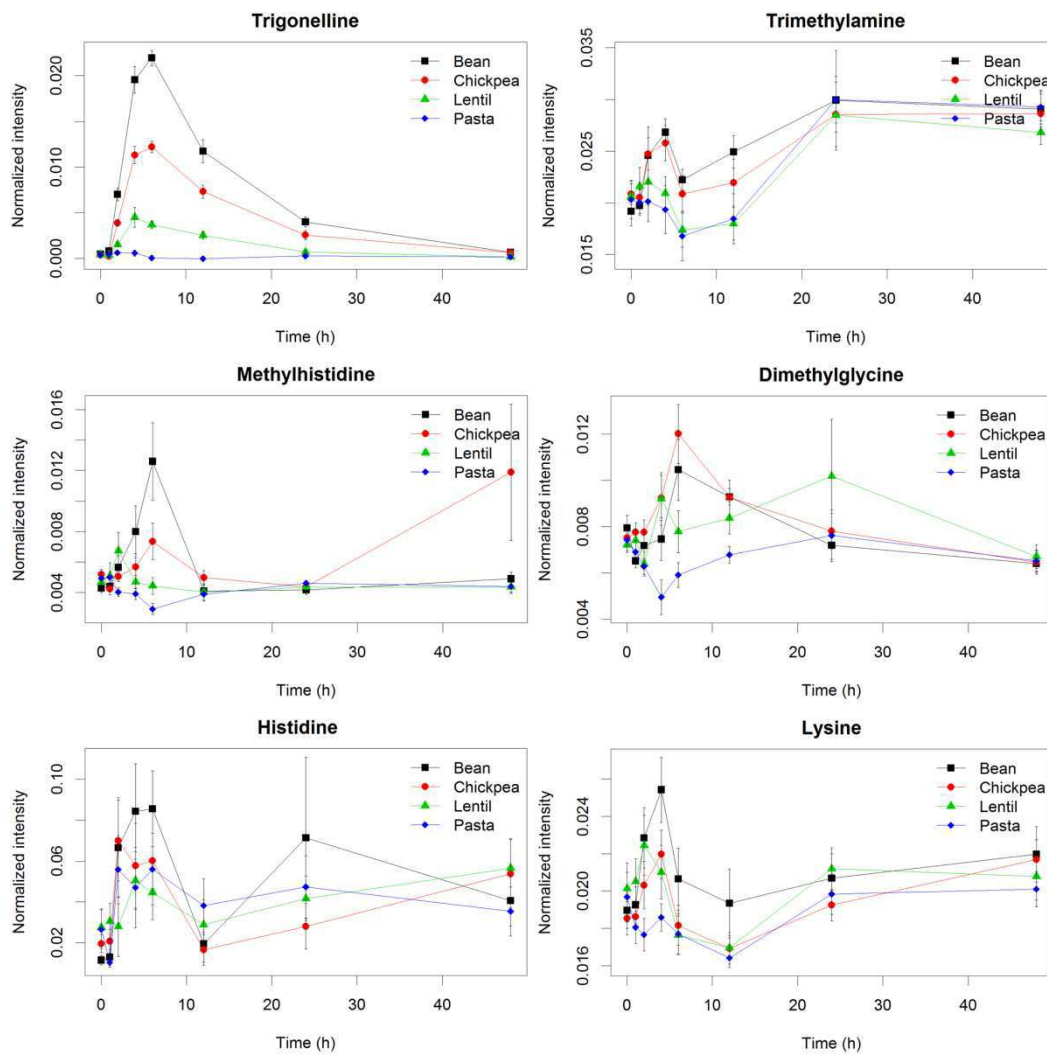 Trigonelline
Normalized intensity
0.020
0.010
0.000
Bean
Chickpea
Lentil
Pasta
0 10 20 30 40
Time (h)
Trimethylamine
Normalized intensity
0.035
0.025
0.015
Bean
Chickpea
Lentil
Pasta
0 10 20 30 40
Time (h)
Methylhistidine
Normalized intensity
0.016
0.012
0.008
0.004
Bean
Chickpea
Lentil
Pasta
0 10 20 30 40
Time (h)
Dimethylglycine
Normalized intensity
0.012
0.008
0.004
Bean
Chickpea
Lentil
Pasta
0 10 20 30 40
Time (h)
Histidine
Normalized intensity
0.10
0.06
0.02
Bean
Chickpea
Lentil
Pasta
0 10 20 30 40
Time (h)
Lysine
Normalized intensity
0.024
0.020
0.016
Bean
Chickpea
Lentil
Pasta
0 10 20 30 40
Time (h)